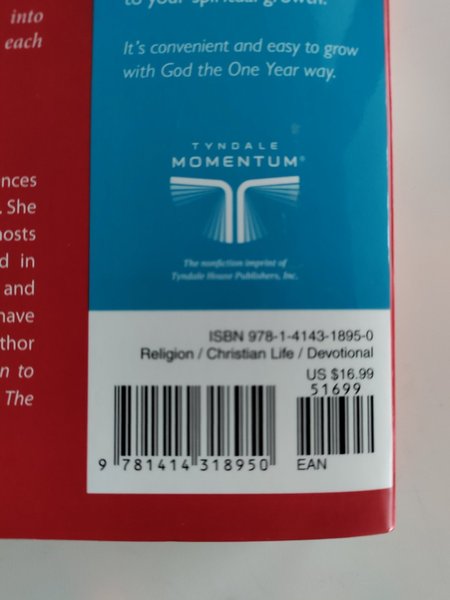 into
each
to your spiritual growth.
It's convenient and easy to grow
with God the One Year way.
TYNDALE
MOMENTUM®
The nonfiction imprint of
Tyndale House Publishers, Inc.
nces
. She
osts
d in
and
have
thor
n to
The
ISBN 978-1-4143-1895-0
Religion / Christian Life / Devotional
US $16.99
51699
9 781414 318950
EAN